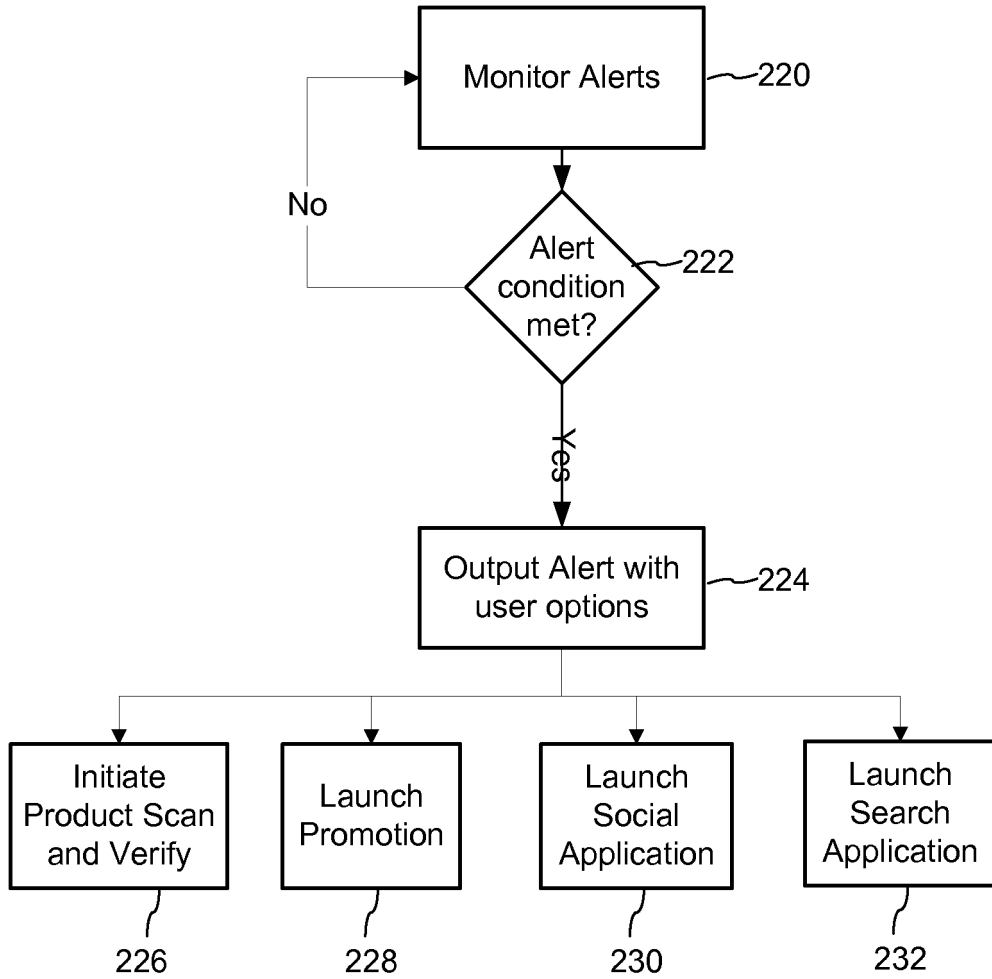 Monitor Alerts
220
No
Alert
condition
met?
222
Yes
Output Alert with
user options
224
Initiate
Product Scan
and Verify
Launch
Promotion
Launch
Social
Application
Launch
Search
Application
226
228
230
232